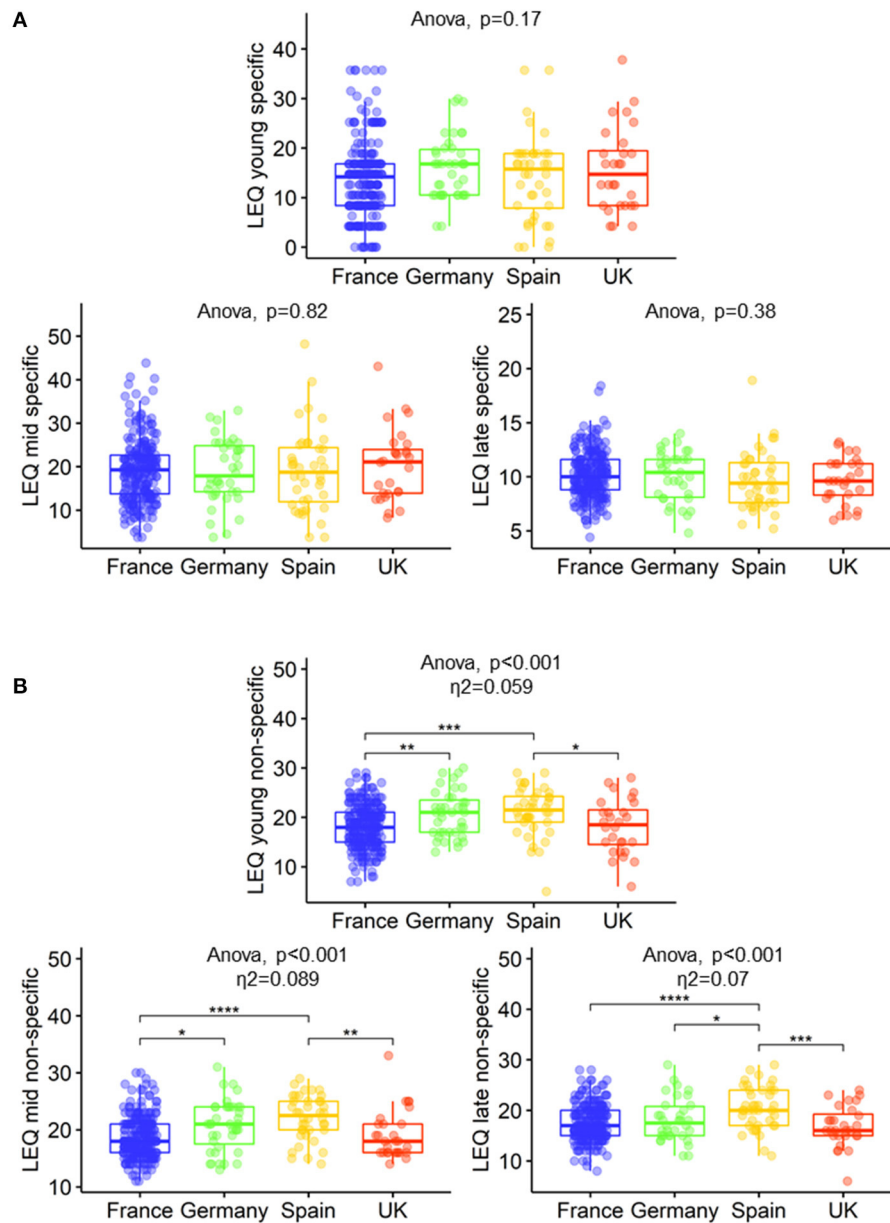 A
Anova, p=0.17
LEQ young specific
40
30
20
10
0
France Germany Spain UK
Anova, p=0.82
LEQ mid specific
50
40
30
20
10
France Germany Spain UK
Anova, p=0.38
LEQ late specific
25
20
15
10
5
France Germany Spain UK
B
Anova, p<0.001
η2=0.059
LEQ young non-specific
50
40
30
20
10
***
** *
France Germany Spain UK
Anova, p<0.001
η2=0.089
LEQ mid non-specific
50
40
30
20
10
****
* **
France Germany Spain UK
Anova, p<0.001
η2=0.07
LEQ late non-specific
50
40
30
20
10
****
*
***
France Germany Spain UK